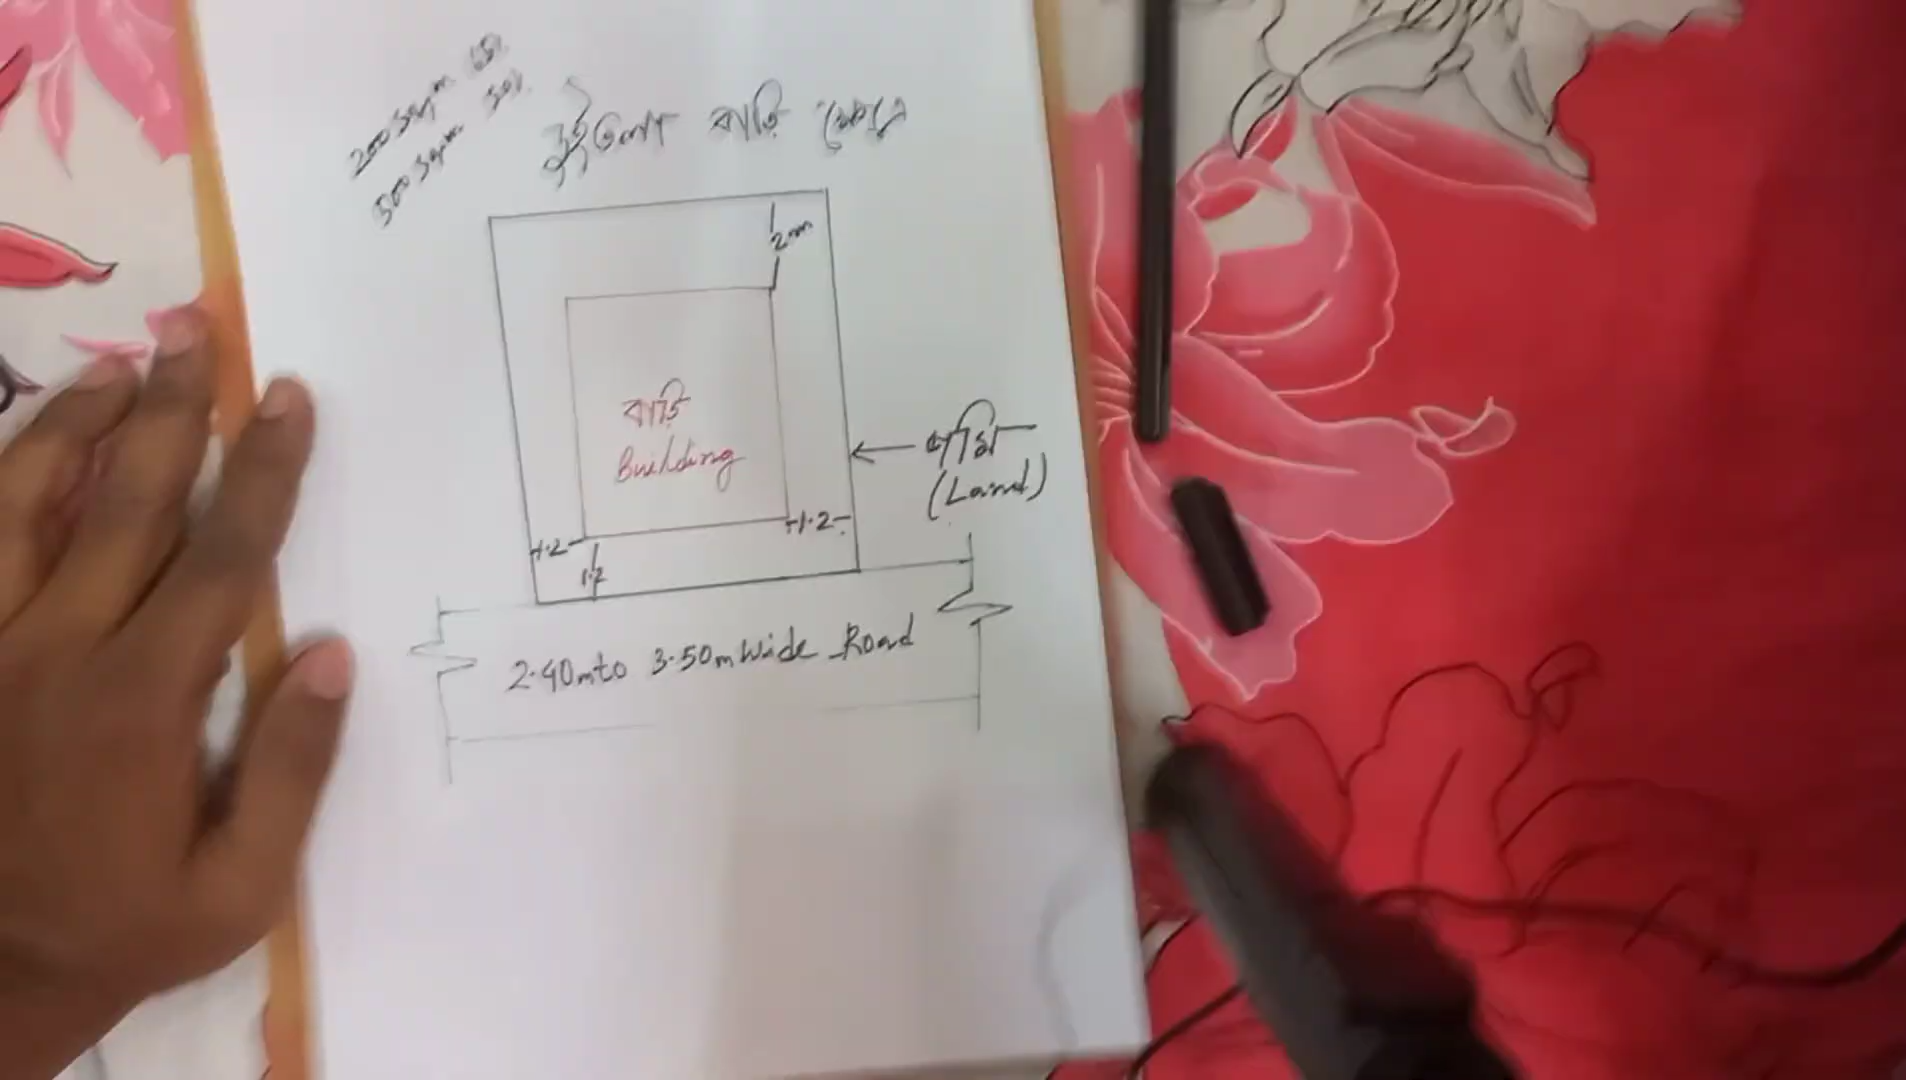 200 Sqm 65%
500 Sqm 50%
দুইতলা বাড়ি ক্ষেত্রে
2m
বাড়ি
Building
জমি
(Land)
1.2
1.2
1.2
2.40m to 3.50m Wide Road